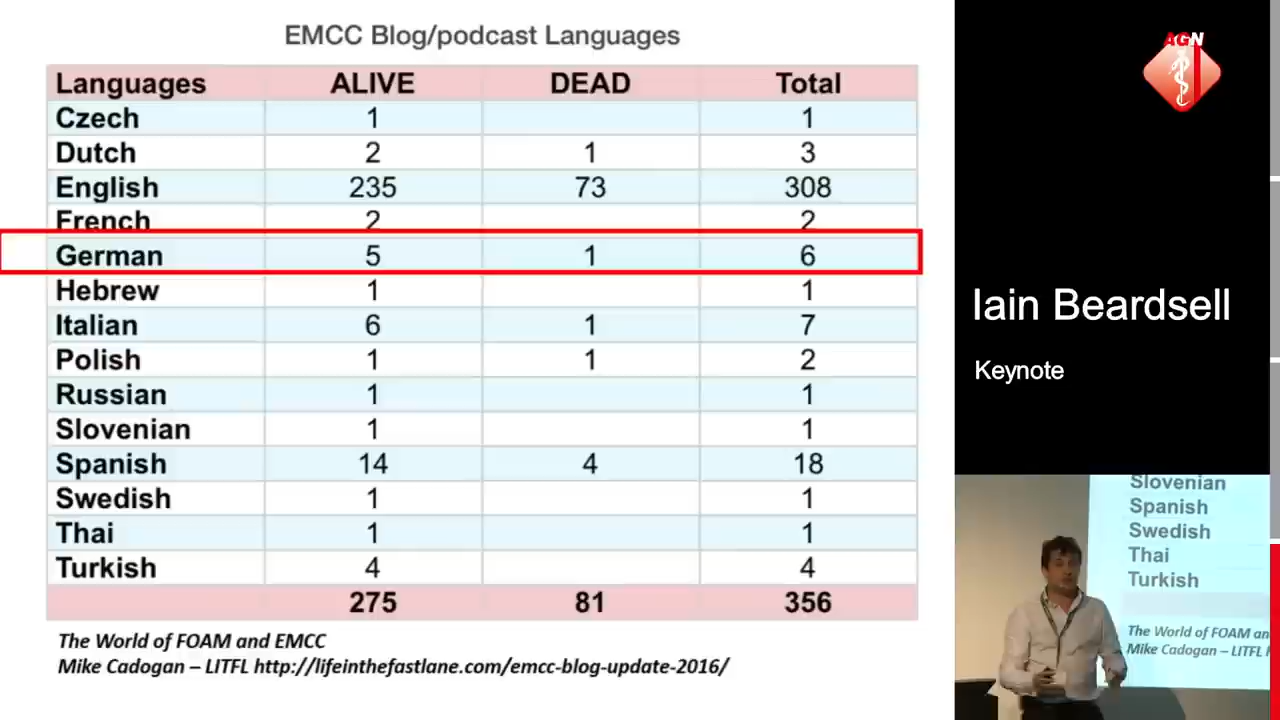 EMCC Blog/podcast Languages
Languages ALIVE DEAD Total
Czech 1 1
Dutch 2 1 3
English 235 73 308
French 2 2
German 5 1 6
Hebrew 1 1
Italian 6 1 7
Polish 1 1 2
Russian 1 1
Slovenian 1 1
Spanish 14 4 18
Swedish 1 1
Thai 1 1
Turkish 4 4
275 81 356
The World of FOAM and EMCC
Mike Cadogan – LITFL http://lifeinthefastlane.com/emcc-blog-update-2016/
AGN
Iain Beardsell
Keynote
Slovenian
Spanish
Swedish
Thai
Turkish
The World of FOAM an
Mike Cadogan – LITFL